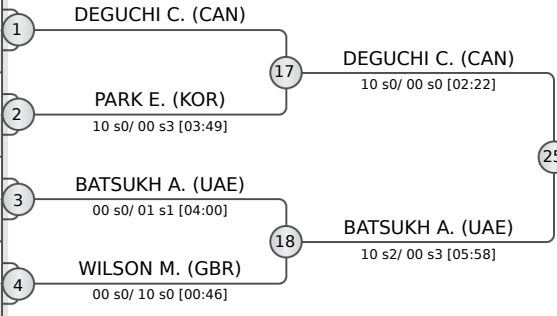 DEGUCHI C. (CAN)
1
17
DEGUCHI C. (CAN)
10 s0/ 00 s0 [02:22]
PARK E. (KOR)
2
10 s0/ 00 s3 [03:49]
25
BATSUKH A. (UAE)
3
00 s0/ 01 s1 [04:00]
18
BATSUKH A. (UAE)
10 s2/ 00 s3 [05:58]
WILSON M. (GBR)
4
00 s0/ 10 s0 [00:46]